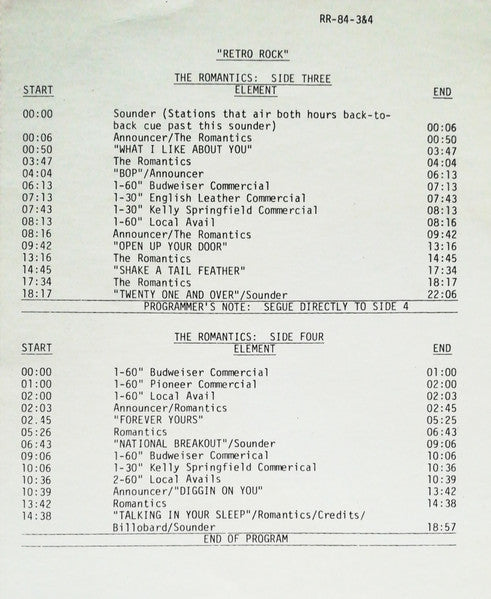 RR-84-3&4
"RETRO ROCK"
THE ROMANTICS: SIDE THREE
START ELEMENT END
00:00 Sounder (Stations that air both hours back-to-
back cue past this sounder) 00:06
00:06 Announcer/The Romantics 00:50
00:50 "WHAT I LIKE ABOUT YOU" 03:47
03:47 The Romantics 04:04
04:04 "BOP"/Announcer 06:13
06:13 1-60" Budweiser Commercial 07:13
07:13 1-30" English Leather Commercial 07:43
07:43 1-30" Kelly Springfield Commercial 08:13
08:13 1-60" Local Avail 08:16
08:16 Announcer/The Romantics 09:42
09:42 "OPEN UP YOUR DOOR" 13:16
13:16 The Romantics 14:45
14:45 "SHAKE A TAIL FEATHER" 17:34
17:34 The Romantics 18:17
18:17 "TWENTY ONE AND OVER"/Sounder 22:06
PROGRAMMER'S NOTE: SEGUE DIRECTLY TO SIDE 4
THE ROMANTICS: SIDE FOUR
START ELEMENT END
00:00 1-60" Budweiser Commercial 01:00
01:00 1-60" Pioneer Commercial 02:00
02:00 1-60" Local Avail 02:03
02:03 Announcer/Romantics 02:45
02.45 "FOREVER YOURS" 05:25
05:26 Romantics 06:43
06:43 "NATIONAL BREAKOUT"/Sounder 09:06
09:06 1-60" Budweiser Comemrical 10:06
10:06 1-30" Kelly Springfield Commerical 10:36
10:36 2-60" Local Avails 10:39
10:39 Announcer/"DIGGIN ON YOU" 13:42
13:42 Romantics 14:38
14:38 "TALKING IN YOUR SLEEP"/Romantics/Credits/
Billobard/Sounder 18:57
END OF PROGRAM